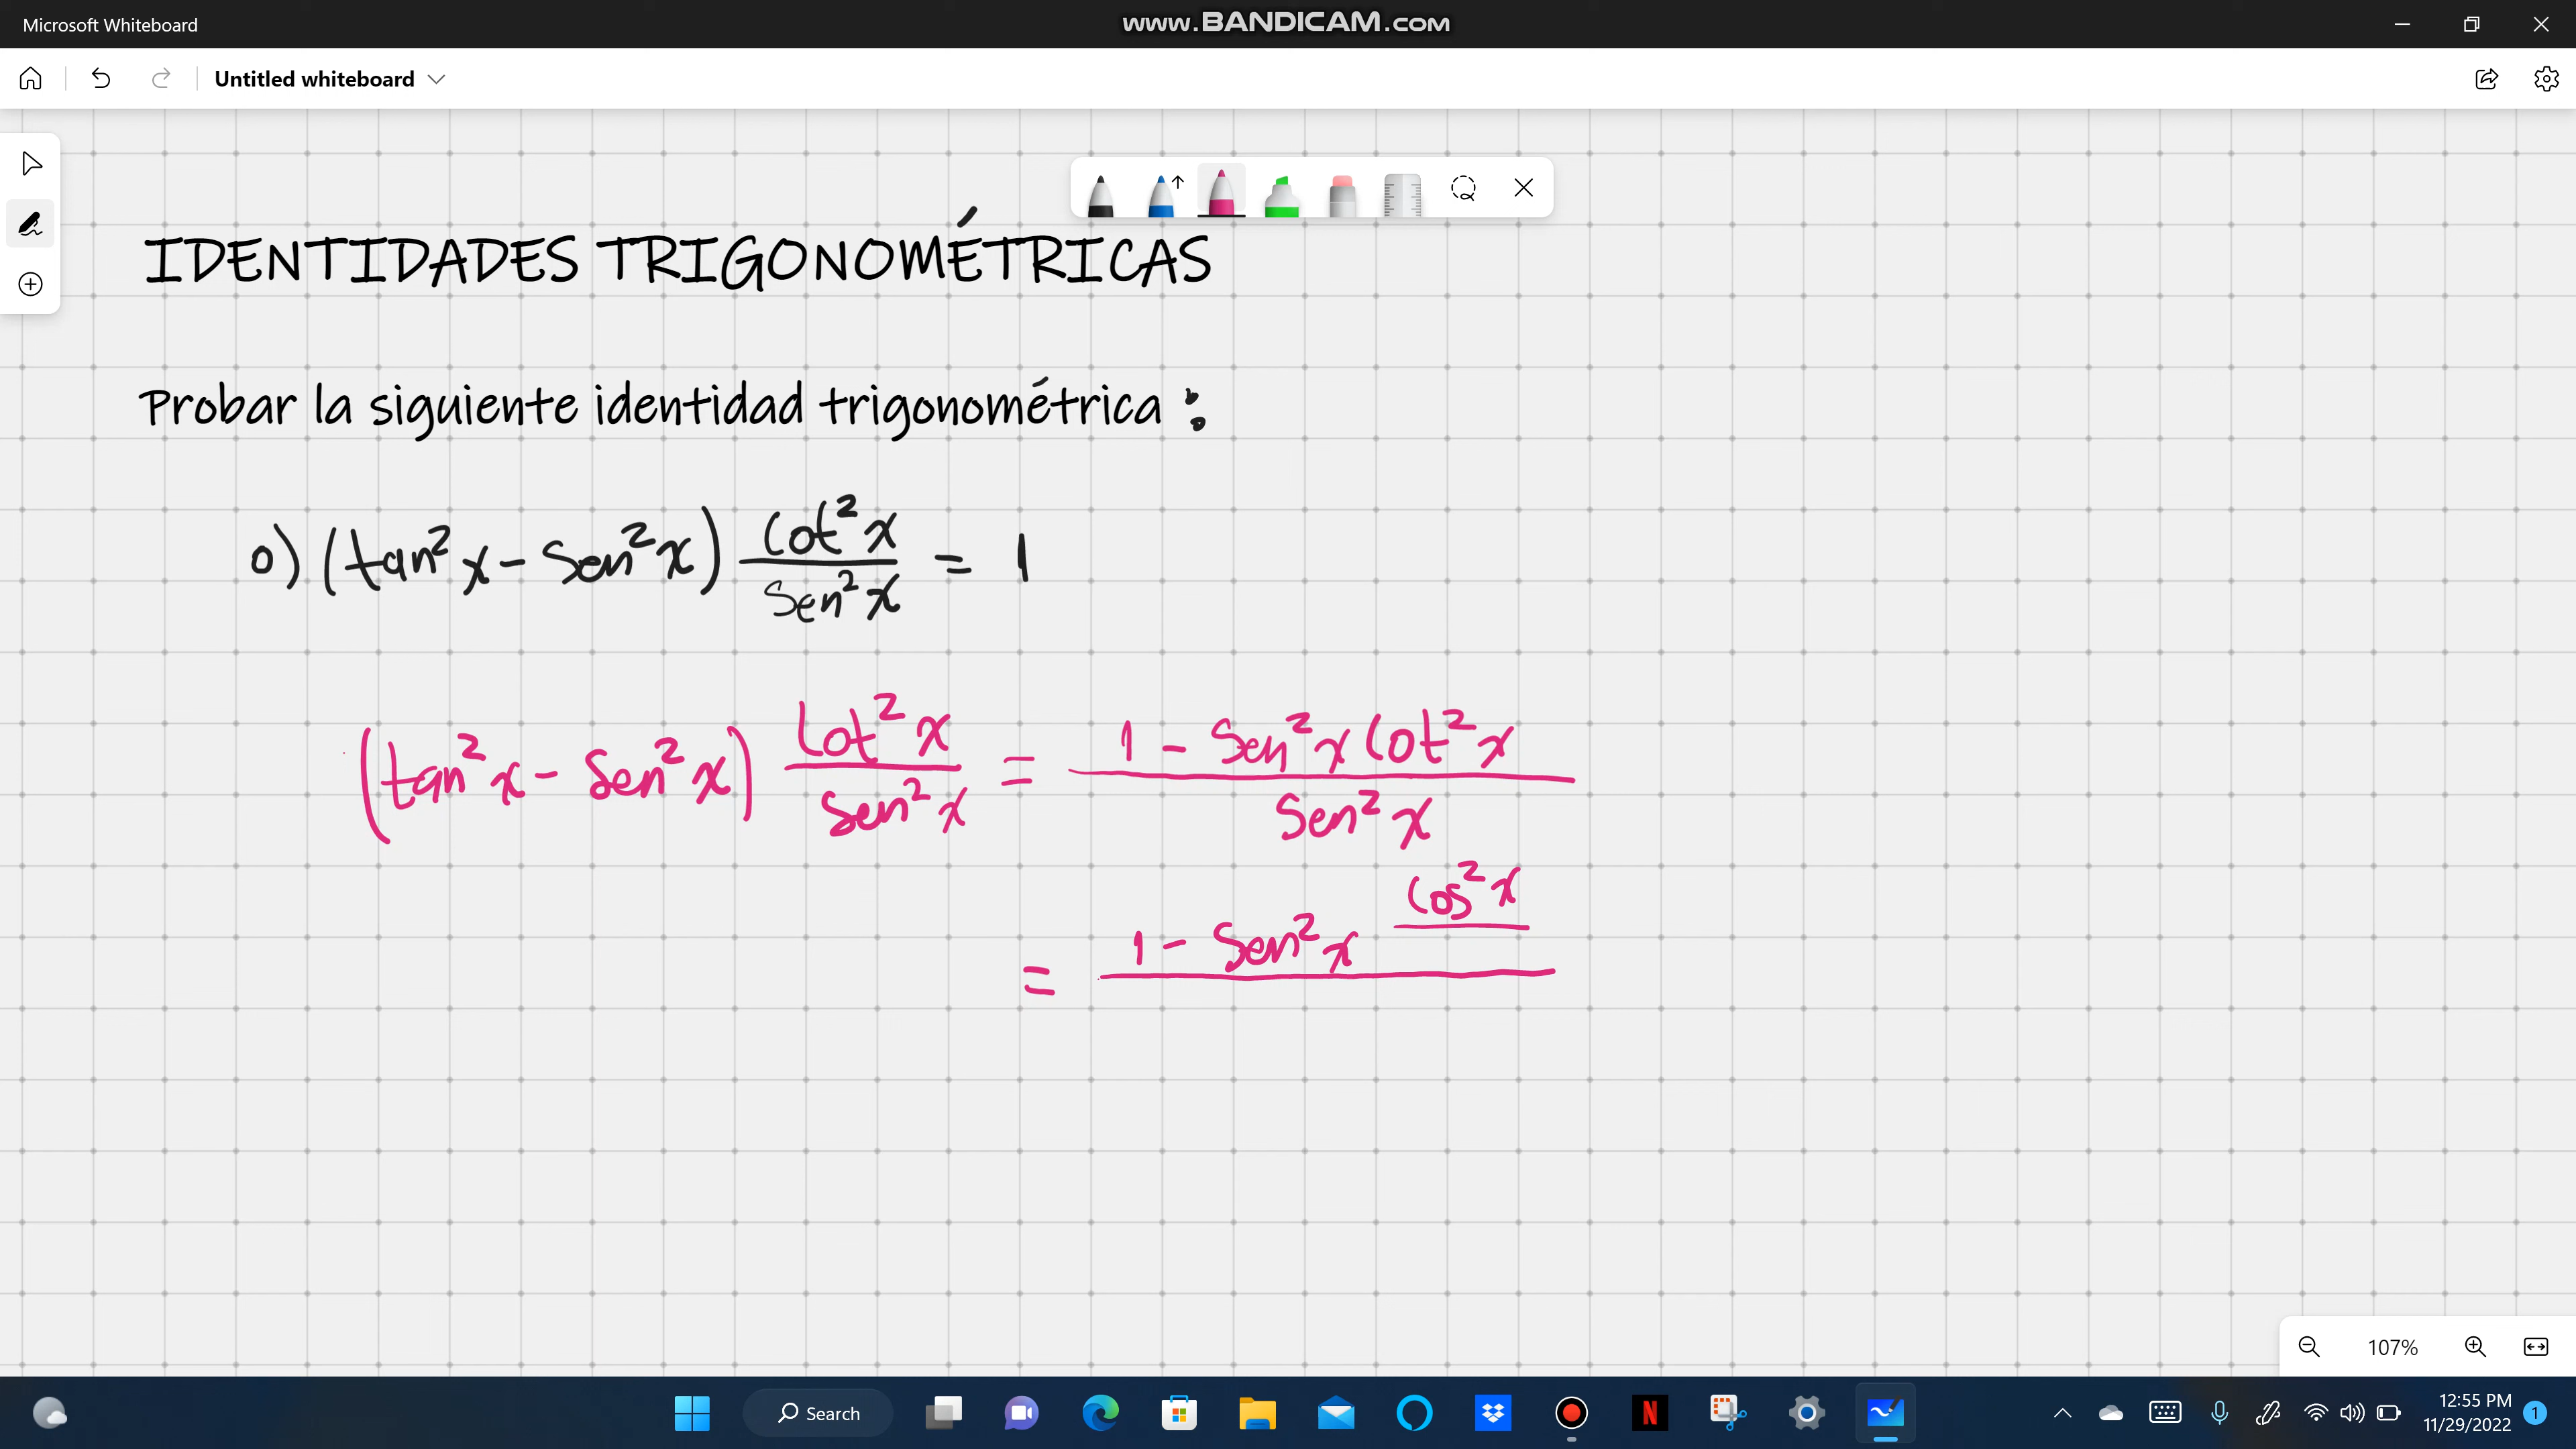 Microsoft Whiteboard
www.BANDICAM.com
Untitled whiteboard
IDENTIDADES TRIGONOMÉTRICAS
Probar la siguiente identidad trigonométrica :
o) (tan²x - Sen²x) Cot²x / Sen²x = 1
(tan²x - Sen²x) Cot²x / Sen²x = 1 - Sen²x Cot²x / Sen²x
= 1 - Sen²x Cos²x
107%
Search
12:55 PM
11/29/2022
1